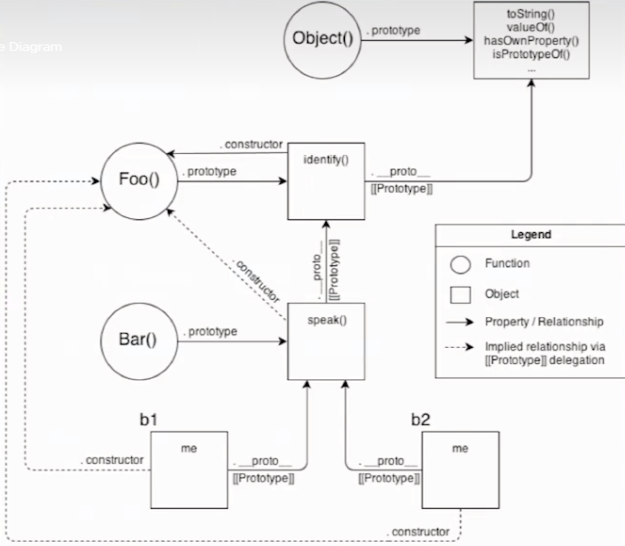 e Diagram
Object()
. prototype
toString()
valueOf()
hasOwnProperty()
isPrototypeOf()
...
. constructor
Foo()
. prototype
identify()
. __proto__
[[Prototype]]
. __proto__
[[Prototype]]
. constructor
Legend
Function
Object
Property / Relationship
Implied relationship via
[[Prototype]] delegation
Bar()
. prototype
speak()
b1
b2
me
me
. constructor
. __proto__
[[Prototype]]
. __proto__
[[Prototype]]
. constructor